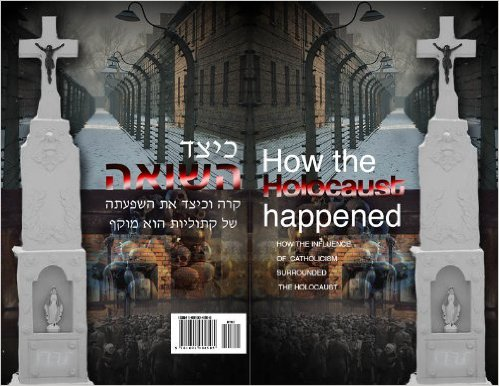 כיצד
השואה
קרה וכיצד את השפעתה
של קתוליות הוא מוקף
How the
Holocaust
happened
HOW THE INFLUENCE
OF CATHOLICISM
SURROUNDED
THE HOLOCAUST